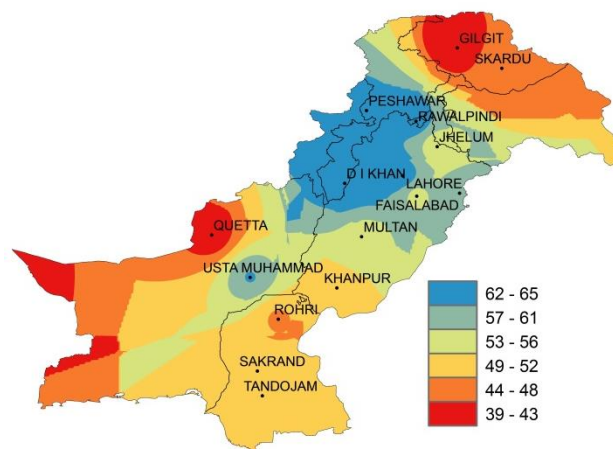 GILGIT
SKARDU
PESHAWAR
RAWALPINDI
JHELUM
D I KHAN
LAHORE
FAISALABAD
QUETTA
MULTAN
USTA MUHAMMAD
KHANPUR
ROHRI
SAKRAND
TANDOJAM
62 - 65
57 - 61
53 - 56
49 - 52
44 - 48
39 - 43